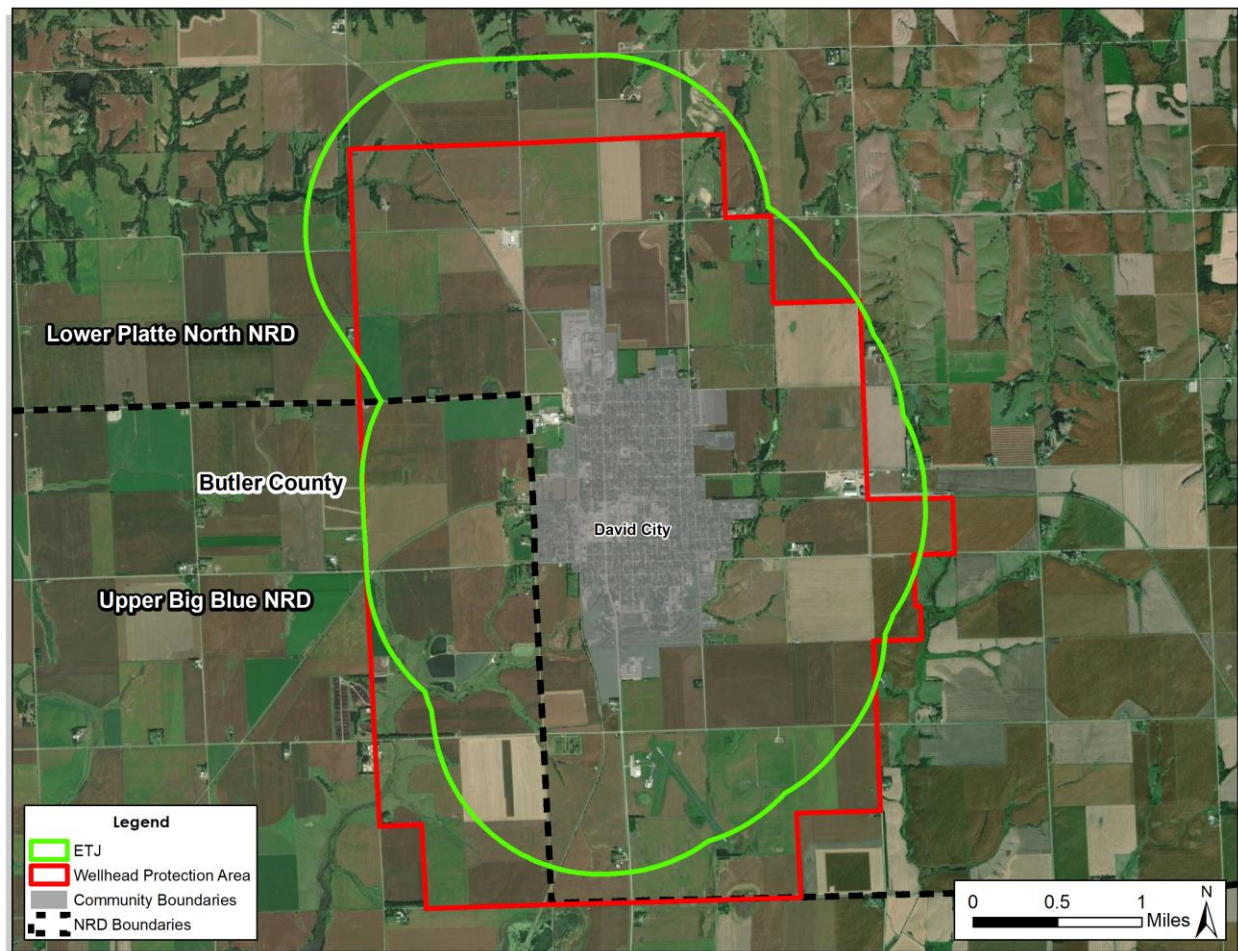 Lower Platte North NRD
Butler County
David City
Upper Big Blue NRD
Legend
ETJ
Wellhead Protection Area
Community Boundaries
NRD Boundaries
N
0 0.5 1
Miles